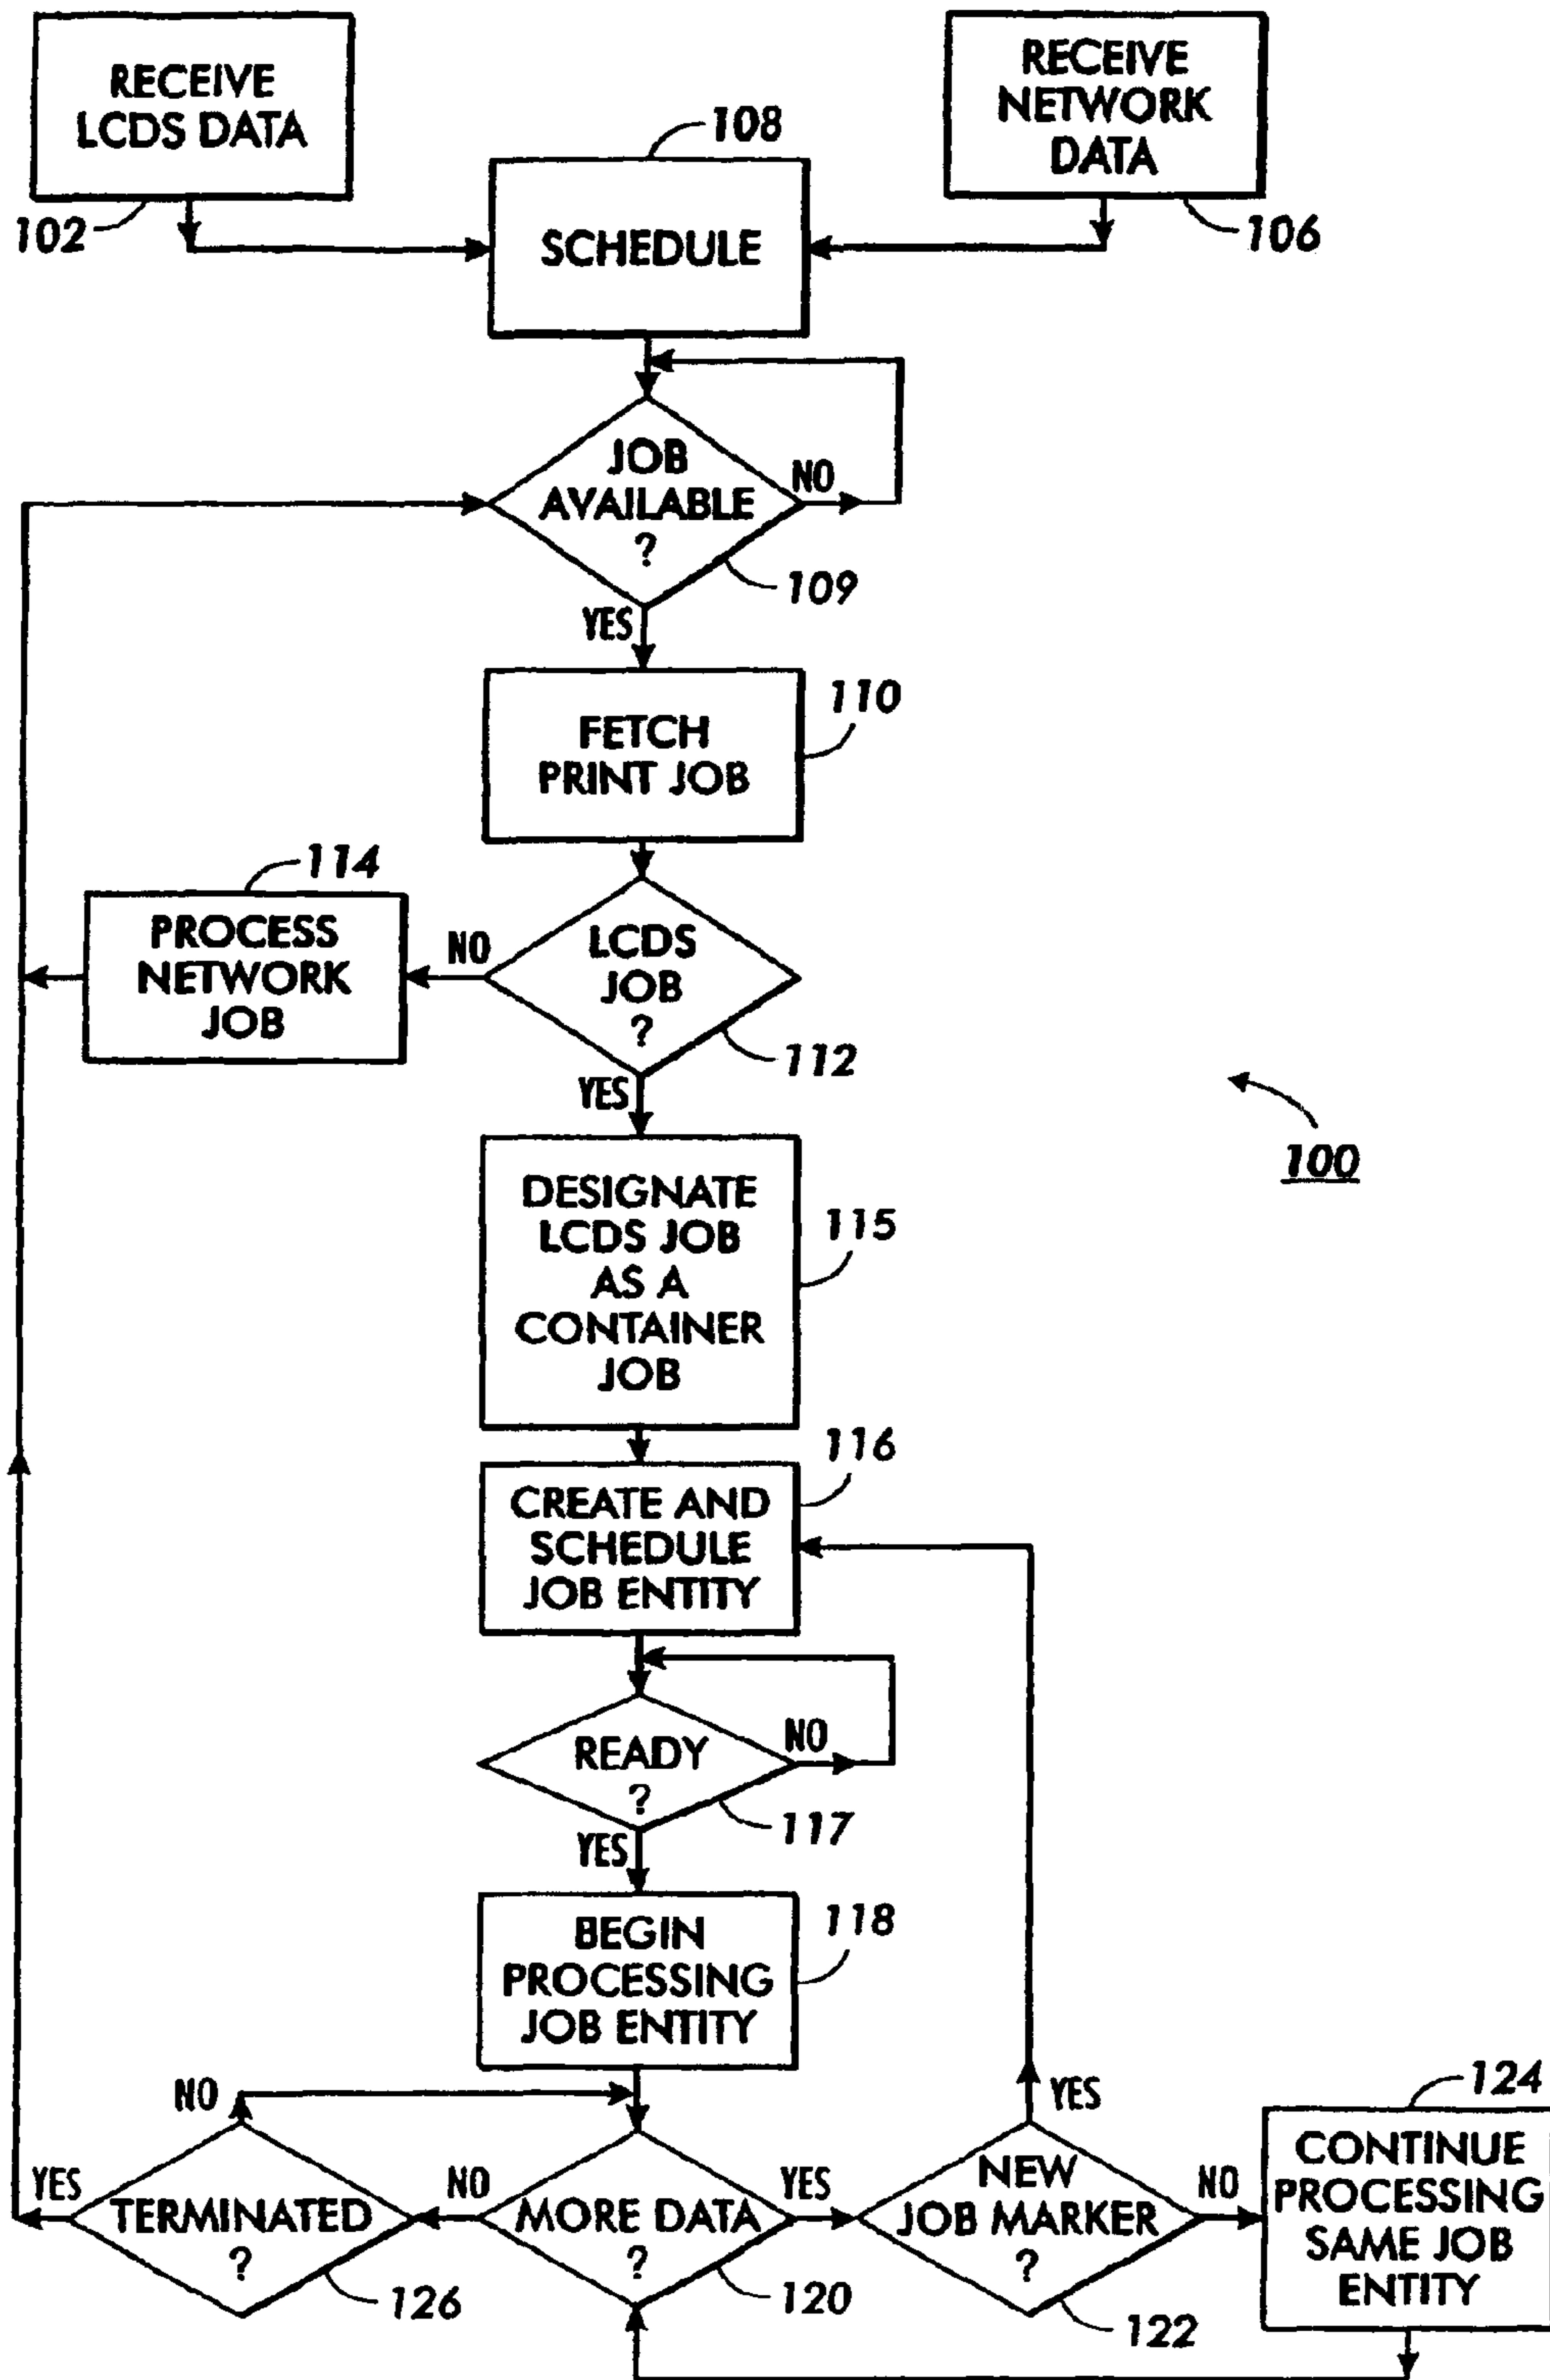 RECEIVE
LCDS DATA
102
RECEIVE
NETWORK
DATA
106
108
SCHEDULE
JOB
AVAILABLE
?
NO
109
YES
110
FETCH
PRINT JOB
114
PROCESS
NETWORK
JOB
NO
LCDS
JOB
?
112
YES
100
DESIGNATE
LCDS JOB
AS A
CONTAINER
JOB
115
116
CREATE AND
SCHEDULE
JOB ENTITY
READY
?
NO
117
YES
BEGIN
PROCESSING
JOB ENTITY
118
NO
YES
TERMINATED
?
126
NO
MORE DATA
?
120
YES
YES
NEW
JOB MARKER
?
122
NO
124
CONTINUE
PROCESSING
SAME JOB
ENTITY